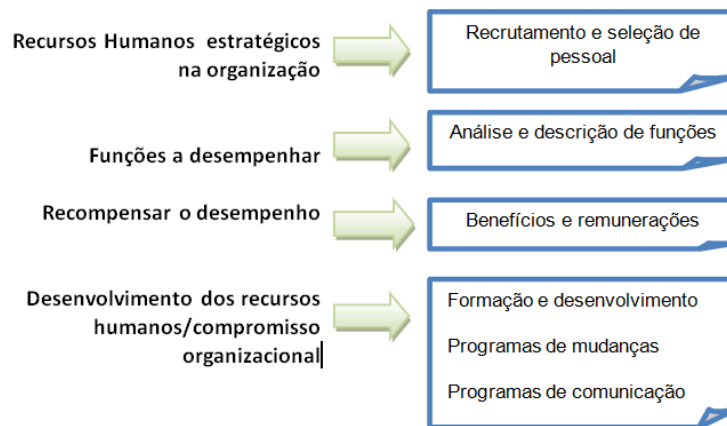 Recursos Humanos estratégicos
na organização
Recrutamento e seleção de
pessoal
Funções a desempenhar
Análise e descrição de funções
Recompensar o desempenho
Benefícios e remunerações
Desenvolvimento dos recursos
humanos/compromisso
organizacional
Formação e desenvolvimento
Programas de mudanças
Programas de comunicação